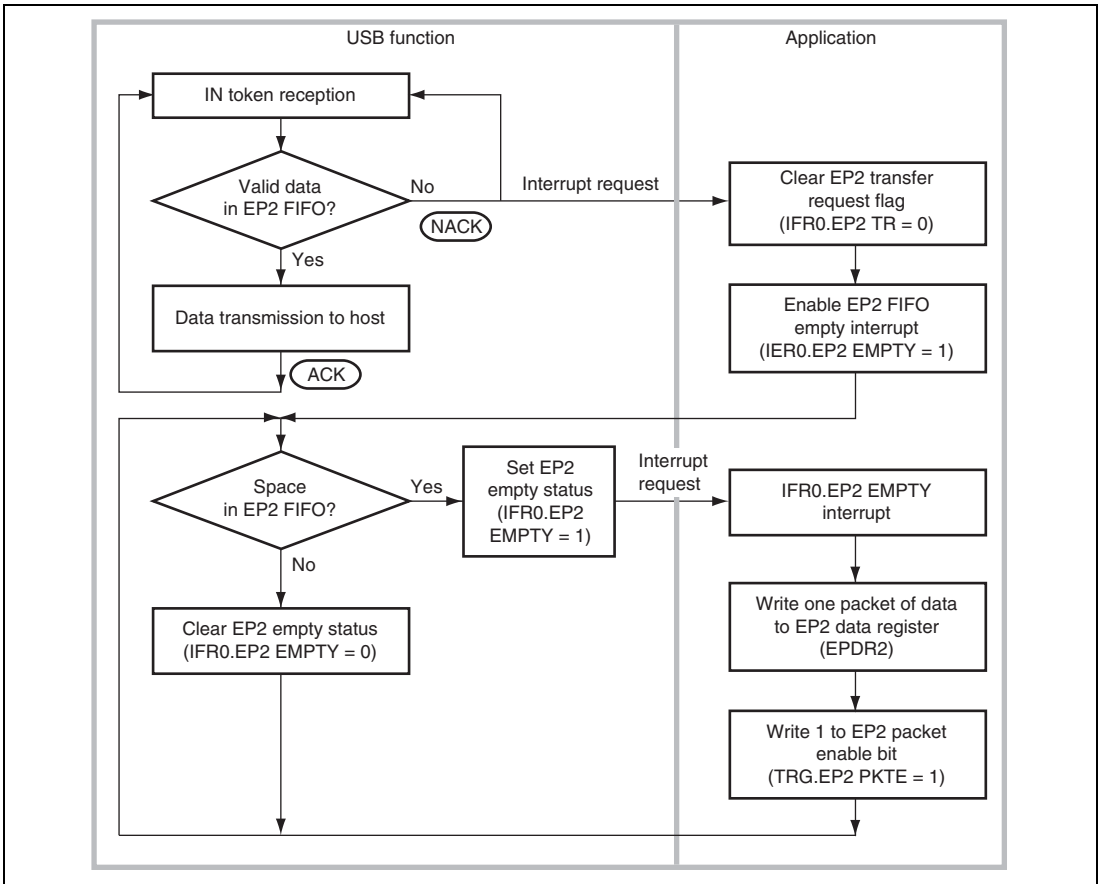 USB function
Application
IN token reception
Valid data
in EP2 FIFO?
No
NACK
Interrupt request
Clear EP2 transfer
request flag
(IFR0.EP2 TR = 0)
Yes
Data transmission to host
ACK
Enable EP2 FIFO
empty interrupt
(IER0.EP2 EMPTY = 1)
Space
in EP2 FIFO?
Yes
Set EP2
empty status
(IFR0.EP2
EMPTY = 1)
Interrupt
request
IFR0.EP2 EMPTY
interrupt
No
Clear EP2 empty status
(IFR0.EP2 EMPTY = 0)
Write one packet of data
to EP2 data register
(EPDR2)
Write 1 to EP2 packet
enable bit
(TRG.EP2 PKTE = 1)